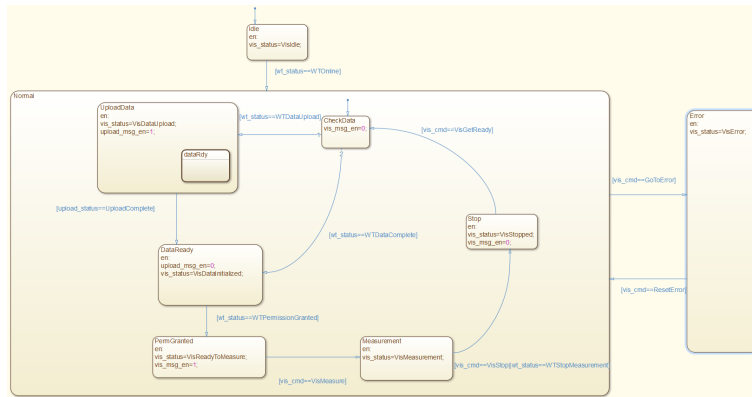 Idle
en:
vis_status=VisIdle;
[wt_status==WTOnline]
Normal
UploadData
en:
vis_status=VisDataUpload;
upload_msg_en=1;
dataRdy
[wt_status==WTDataUpload]
CheckData
vis_msg_en=0;
[vis_cmd==VisGetReady]
Error
en:
vis_status=VisError;
[vis_cmd==GoToError]
[upload_status==UploadComplete]
[wt_status==WTDataComplete]
Stop
en:
vis_status=VisStopped;
vis_msg_en=0;
DataReady
en:
upload_msg_en=0;
vis_status=VisDataInitialized;
[vis_cmd==ResetError]
[wt_status==WTPermissionGranted]
PermGranted
en:
vis_status=VisReadyToMeasure;
vis_msg_en=1;
Measurement
en:
vis_status=VisMeasurement;
[vis_cmd==VisMeasure]
[vis_cmd==VisStop||wt_status==WTStopMeasurement